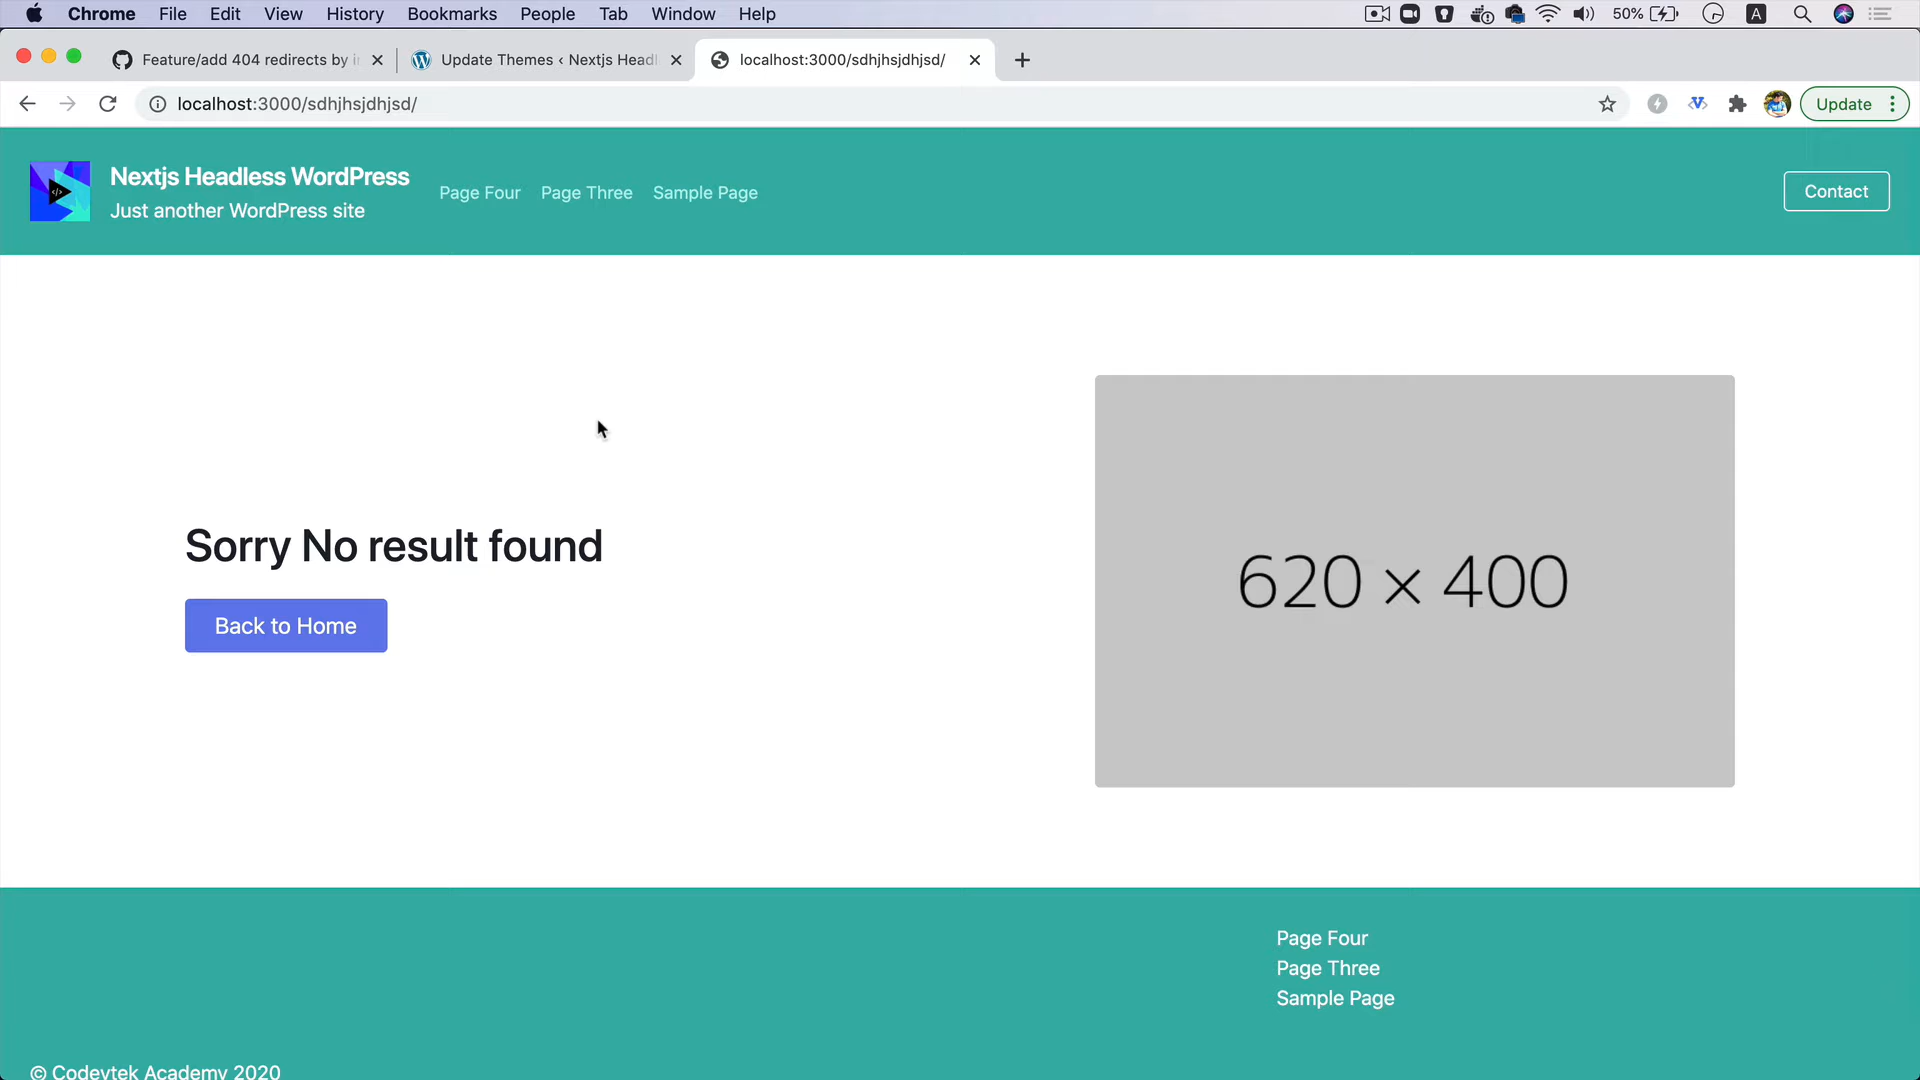 Chrome File Edit View History Bookmarks People Tab Window Help 50% A
Feature/add 404 redirects by
Update Themes ‹ Nextjs Headl
localhost:3000/sdhjhsjdhjsd/
localhost:3000/sdhjhsjdhjsd/
Update
Nextjs Headless WordPress
Just another WordPress site
Page Four Page Three Sample Page
Contact
Sorry No result found
Back to Home
620 × 400
Page Four
Page Three
Sample Page
© Codeytek Academy 2020